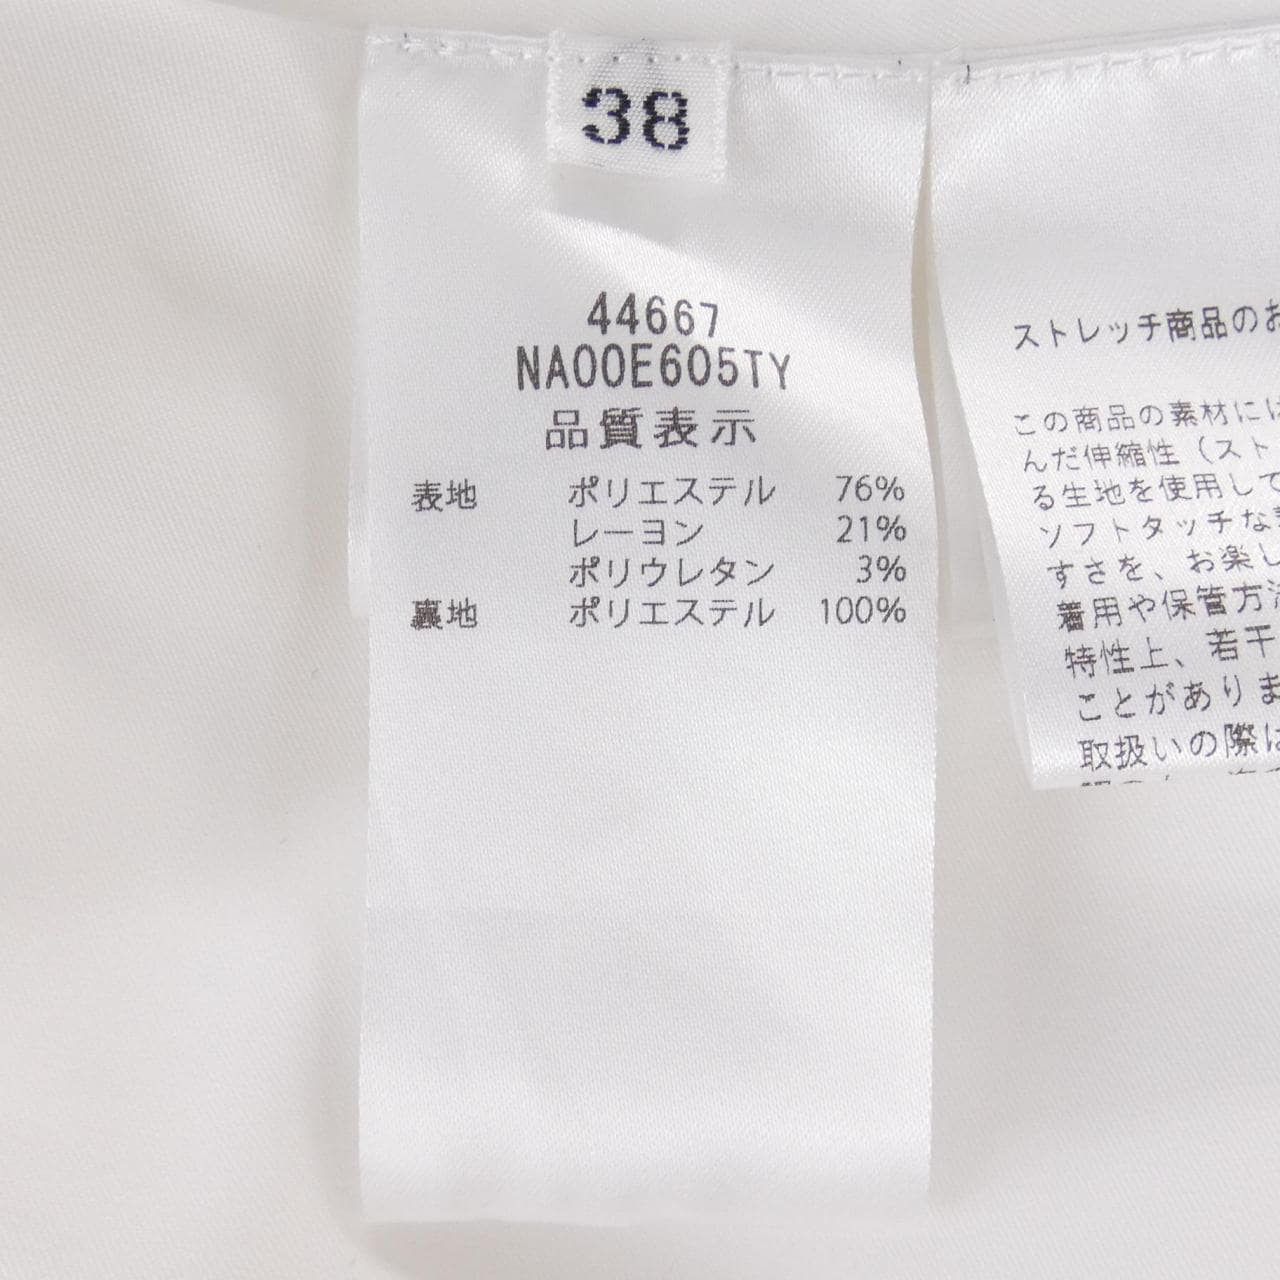 38
44667
NA00E605TY
品質表示
表地 ポリエステル 76%
レーヨン 21%
ポリウレタン 3%
裏地 ポリエステル 100%
ストレッチ商品のお
この商品の素材には
んだ伸縮性（スト
る生地を使用して
ソフトタッチな
すさを、お楽し
着用や保管方法
特性上、若干
ことがありま
取扱いの際は